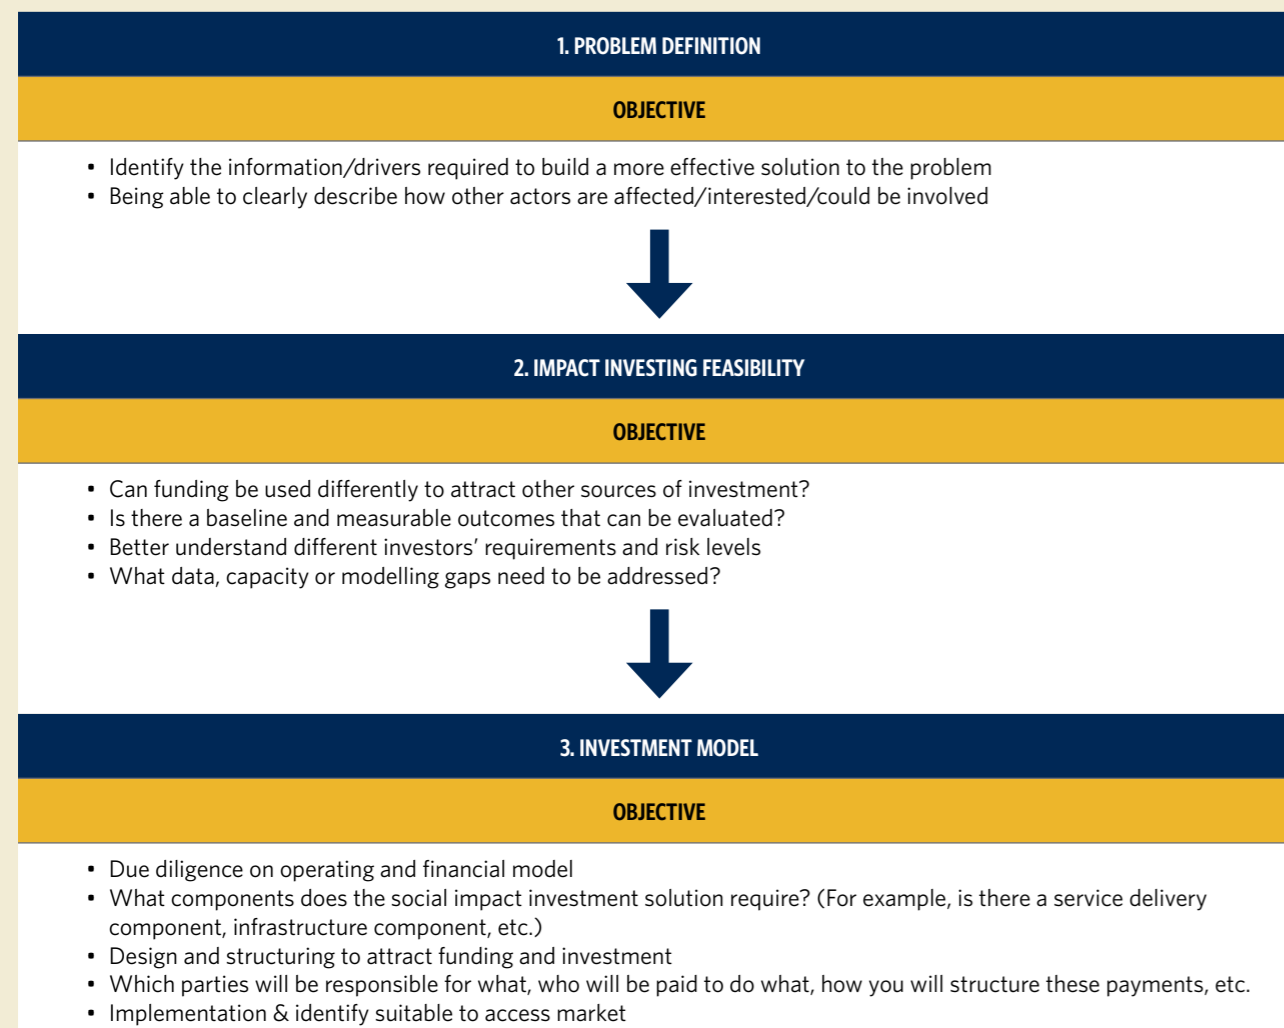 1. PROBLEM DEFINITION
OBJECTIVE
• Identify the information/drivers required to build a more effective solution to the problem
• Being able to clearly describe how other actors are affected/interested/could be involved
2. IMPACT INVESTING FEASIBILITY
OBJECTIVE
• Can funding be used differently to attract other sources of investment?
• Is there a baseline and measurable outcomes that can be evaluated?
• Better understand different investors’ requirements and risk levels
• What data, capacity or modelling gaps need to be addressed?
3. INVESTMENT MODEL
OBJECTIVE
• Due diligence on operating and financial model
• What components does the social impact investment solution require? (For example, is there a service delivery
component, infrastructure component, etc.)
• Design and structuring to attract funding and investment
• Which parties will be responsible for what, who will be paid to do what, how you will structure these payments, etc.
• Implementation & identify suitable to access market